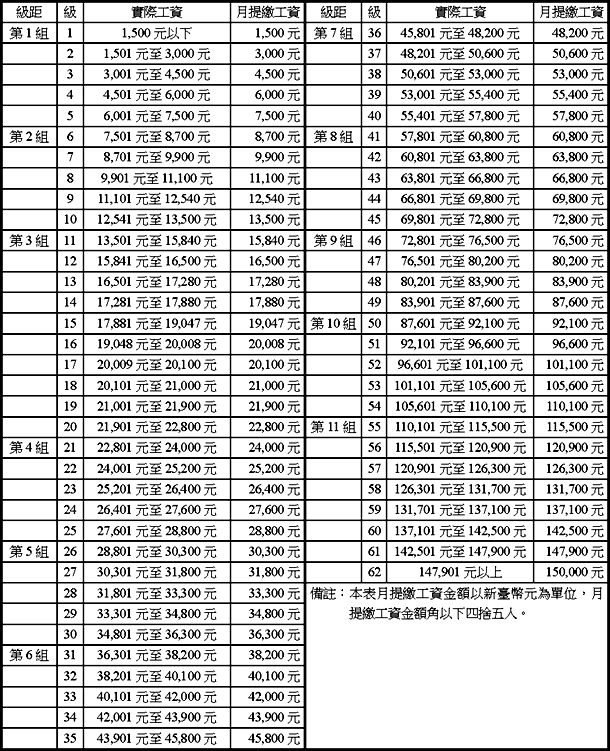 級距 級 實際工資 月提繳工資
第1組 1 1,500元以下 1,500元
2 1,501元至3,000元 3,000元
3 3,001元至4,500元 4,500元
4 4,501元至6,000元 6,000元
5 6,001元至7,500元 7,500元
第2組 6 7,501元至8,700元 8,700元
7 8,701元至9,900元 9,900元
8 9,901元至11,100元 11,100元
9 11,101元至12,540元 12,540元
10 12,541元至13,500元 13,500元
第3組 11 13,501元至15,840元 15,840元
12 15,841元至16,500元 16,500元
13 16,501元至17,280元 17,280元
14 17,281元至17,880元 17,880元
15 17,881元至19,047元 19,047元
16 19,048元至20,008元 20,008元
17 20,009元至20,100元 20,100元
18 20,101元至21,000元 21,000元
19 21,001元至21,900元 21,900元
20 21,901元至22,800元 22,800元
第4組 21 22,801元至24,000元 24,000元
22 24,001元至25,200元 25,200元
23 25,201元至26,400元 26,400元
24 26,401元至27,600元 27,600元
25 27,601元至28,800元 28,800元
第5組 26 28,801元至30,300元 30,300元
27 30,301元至31,800元 31,800元
28 31,801元至33,300元 33,300元
29 33,301元至34,800元 34,800元
30 34,801元至36,300元 36,300元
第6組 31 36,301元至38,200元 38,200元
32 38,201元至40,100元 40,100元
33 40,101元至42,000元 42,000元
34 42,001元至43,900元 43,900元
35 43,901元至45,800元 45,800元
級距 級 實際工資 月提繳工資
第7組 36 45,801元至48,200元 48,200元
37 48,201元至50,600元 50,600元
38 50,601元至53,000元 53,000元
39 53,001元至55,400元 55,400元
40 55,401元至57,800元 57,800元
第8組 41 57,801元至60,800元 60,800元
42 60,801元至63,800元 63,800元
43 63,801元至66,800元 66,800元
44 66,801元至69,800元 69,800元
45 69,801元至72,800元 72,800元
第9組 46 72,801元至76,500元 76,500元
47 76,501元至80,200元 80,200元
48 80,201元至83,900元 83,900元
49 83,901元至87,600元 87,600元
第10組 50 87,601元至92,100元 92,100元
51 92,101元至96,600元 96,600元
52 96,601元至101,100元 101,100元
53 101,101元至105,600元 105,600元
54 105,601元至110,100元 110,100元
第11組 55 110,101元至115,500元 115,500元
56 115,501元至120,900元 120,900元
57 120,901元至126,300元 126,300元
58 126,301元至131,700元 131,700元
59 131,701元至137,100元 137,100元
60 137,101元至142,500元 142,500元
61 142,501元至147,900元 147,900元
62 147,901元以上 150,000元
備註：本表月提繳工資金額以新臺幣元為單位，月
提繳工資金額角以下四捨五入。